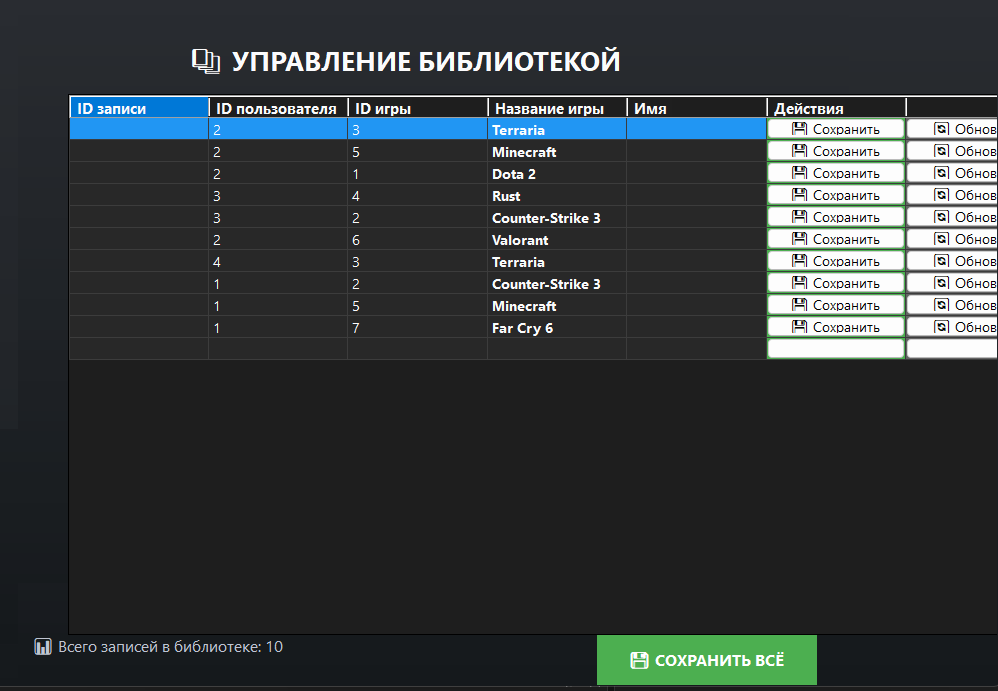 УПРАВЛЕНИЕ БИБЛИОТЕКОЙ
ID записи ID пользователя ID игры Название игры Имя Действия
2 3 Terraria Сохранить Обнов
2 5 Minecraft Сохранить Обнов
2 1 Dota 2 Сохранить Обнов
3 4 Rust Сохранить Обнов
3 2 Counter-Strike 3 Сохранить Обнов
2 6 Valorant Сохранить Обнов
4 3 Terraria Сохранить Обнов
1 2 Counter-Strike 3 Сохранить Обнов
1 5 Minecraft Сохранить Обнов
1 7 Far Cry 6 Сохранить Обнов
Всего записей в библиотеке: 10
СОХРАНИТЬ ВСЁ